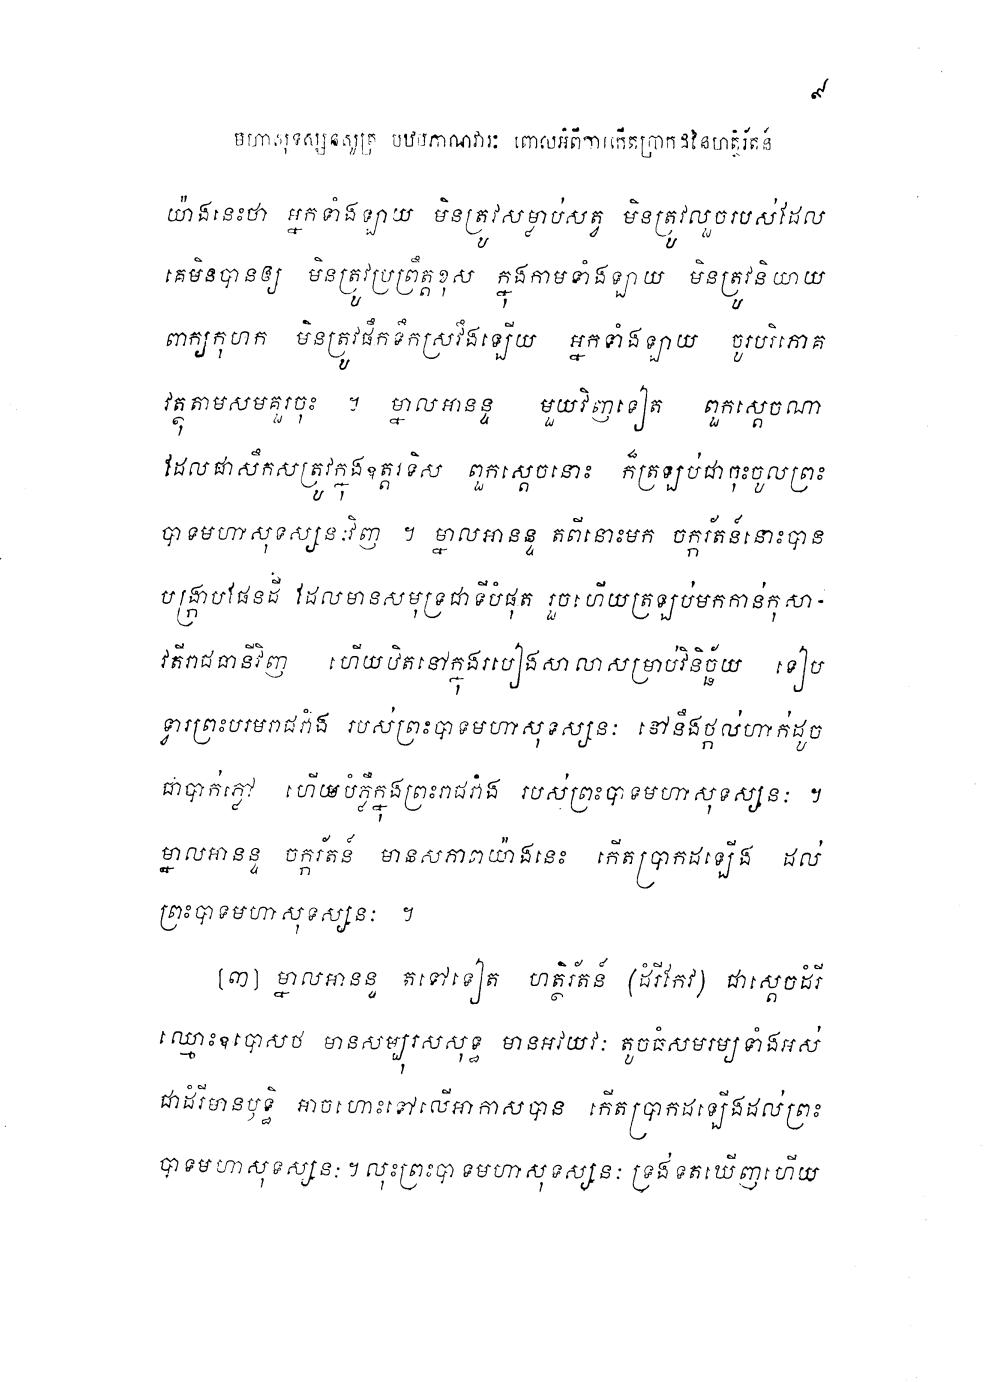 ៩
មហាសុទស្សនសូត្រ បឋមភាណវារៈ ពោលអំពីការកើតប្រាកដនៃហត្ថិរ័តន៍
យ៉ាងនេះថា អ្នកទាំងឡាយ មិនត្រូវសម្លាប់សត្វ មិនត្រូវលួចរបស់ដែល
គេមិនបានឲ្យ មិនត្រូវប្រព្រឹត្តខុស ក្នុងកាមទាំងឡាយ មិនត្រូវនិយាយ
ពាក្យកុហក មិនត្រូវផឹកទឹកស្រវឹងឡើយ អ្នកទាំងឡាយ ចូរបរិភោគ
វត្ថុតាមសមគួរចុះ ។ ម្នាលអានន្ទ មួយវិញទៀត ពួកស្តេចណា
ដែលជាសឹកសត្រូវក្នុងឧត្តរទិស ពួកស្តេចនោះ ក៏ត្រឡប់ជាចុះចូលព្រះ
បាទមហាសុទស្សនៈវិញ ។ ម្នាលអានន្ទ តពីនោះមក ចក្ករ័តន៍នោះបាន
បង្ក្រាបផែនដី ដែលមានសមុទ្រជាទីបំផុត រួចហើយត្រឡប់មកកាន់កុសា-
វតីរាជធានីវិញ ហើយឋិតនៅក្នុងរបៀងសាលាសម្រាប់វិនិច្ឆ័យ ទៀប
ទ្វារព្រះបរមរាជវាំង របស់ព្រះបាទមហាសុទស្សនៈ នៅនឹងថ្កល់ហាក់ដូច
ជាបាក់ភ្លៅ ហើយបំភ្លឺក្នុងព្រះរាជវាំង របស់ព្រះបាទមហាសុទស្សនៈ ។
ម្នាលអានន្ទ ចក្ករ័តន៍ មានសភាពយ៉ាងនេះ កើតប្រាកដឡើង ដល់
ព្រះបាទមហាសុទស្សនៈ ។
[៣] ម្នាលអានន្ទ តទៅទៀត ហត្ថិរ័តន៍ (ដំរីកែវ) ជាស្តេចដំរី
ឈ្មោះឧបោសថ មានសម្បុរសសុទ្ធ មានអវយវៈ តូចធំសមរម្យទាំងអស់
ជាដំរីមានឫទ្ធិ អាចហោះទៅលើអាកាសបាន កើតប្រាកដឡើងដល់ព្រះ
បាទមហាសុទស្សនៈ ។ លុះព្រះបាទមហាសុទស្សនៈ ទ្រង់ទតឃើញហើយ